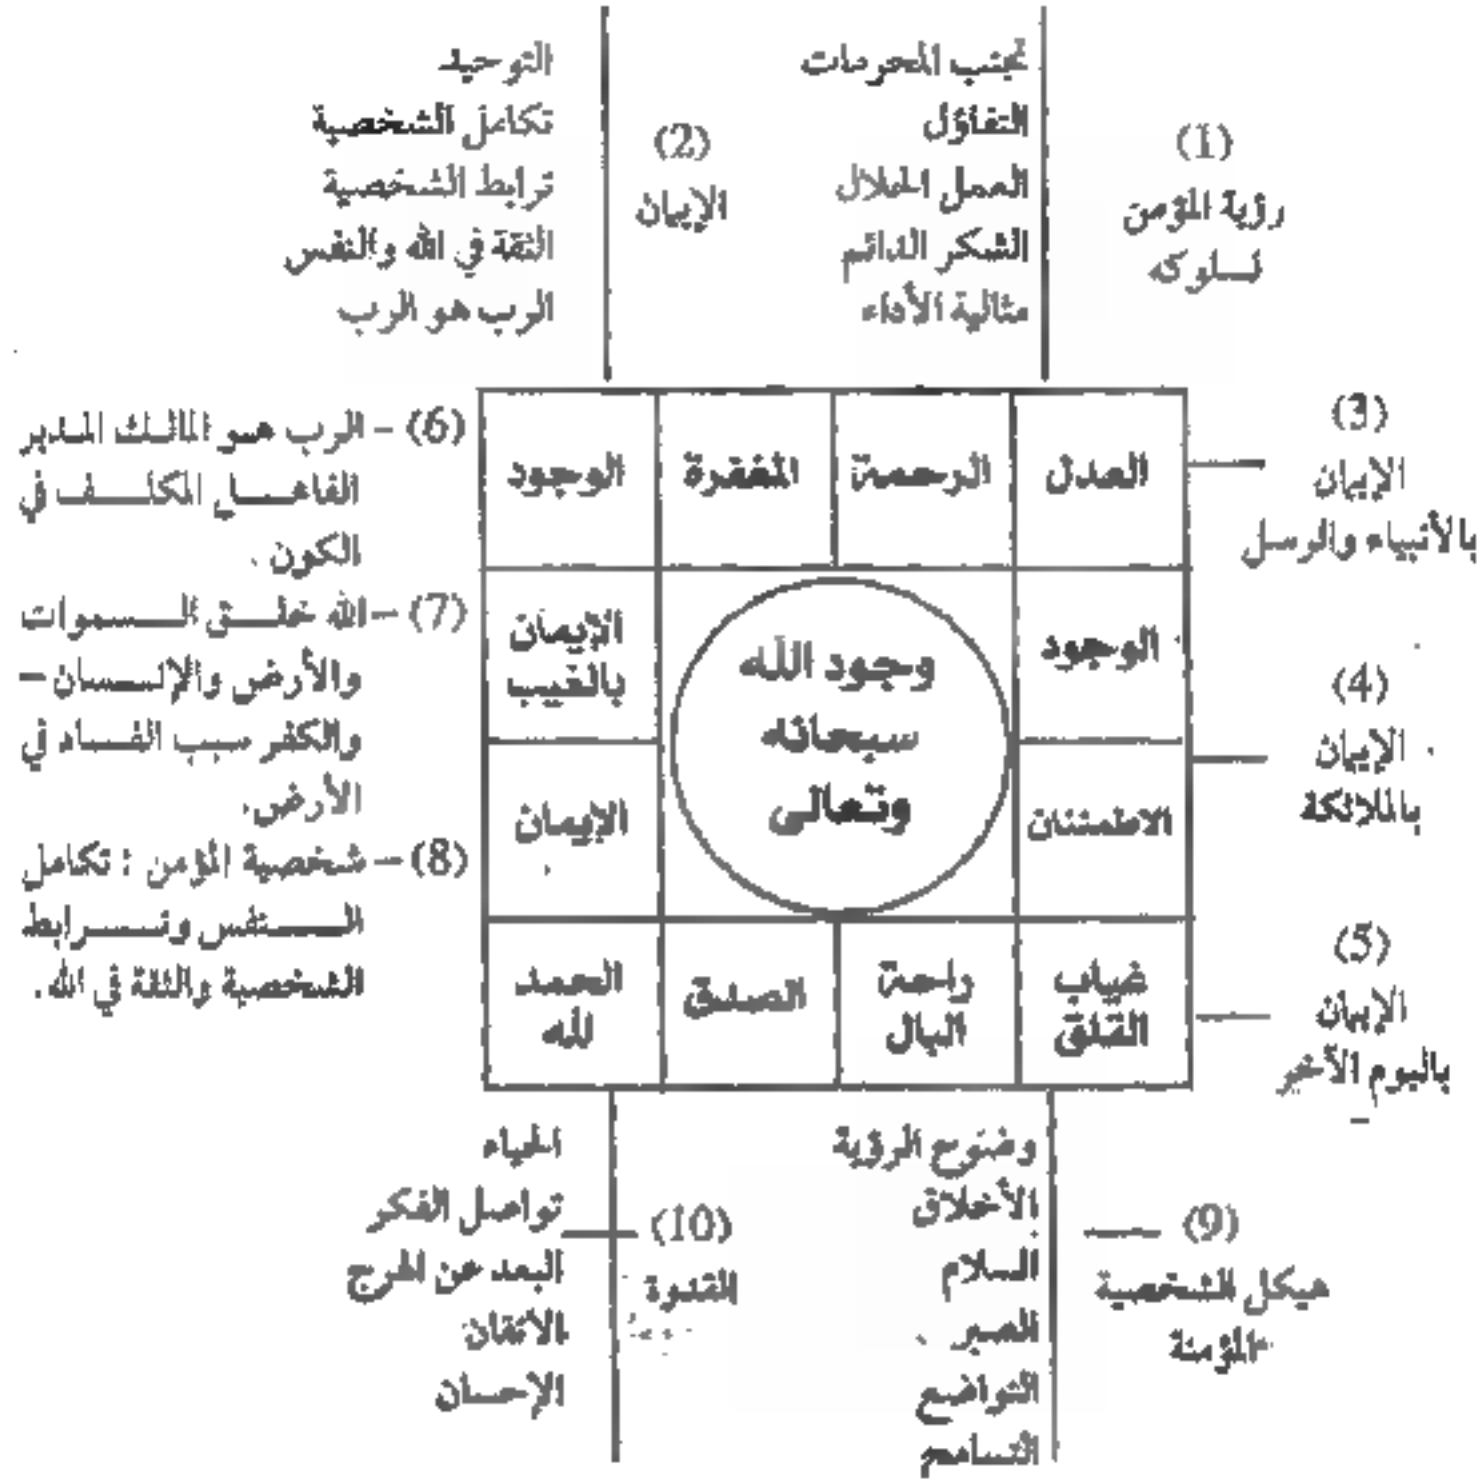 (1)
رؤية المؤمن
لسلوكه
تجنب المحرمات
التفاؤل
العمل الحلال
الشكر الدائم
مثالية الأداء
(2)
الإيمان
التوحيد
تكامل الشخصية
ترابط الشخصية
الثقة في الله والنفس
الرب هو الرب
(3)
الإيمان
بالأنبياء والرسل
(4)
الإيمان
بالملائكة
(5)
الإيمان
باليوم الآخر
العدل
الرحمة
المغفرة
الوجود
الوجود
الإيمان
بالغيب
وجود الله
سبحانه
وتعالى
الاطمئنان
الإيمان
غياب
القلق
راحة
البال
الصدق
الحمد
لله
(6) – الرب هو المالك المدبر
الفاعل المكلف في
الكون .
(7) – الله خلق السموات
والأرض والإنسان –
والكفر سبب الفساد في
الأرض.
(8) – شخصية المؤمن : تكامل
النفس وترابط
الشخصية والثقة في الله.
(9)
هيكل الشخصية
المؤمنة
وضوح الرؤية
الأخلاق
السلام
الصبر
التواضع
التسامح
(10)
القدوة
الحياء
تواصل الفكر
البعد عن الحرج
الاتقان
الإحسان